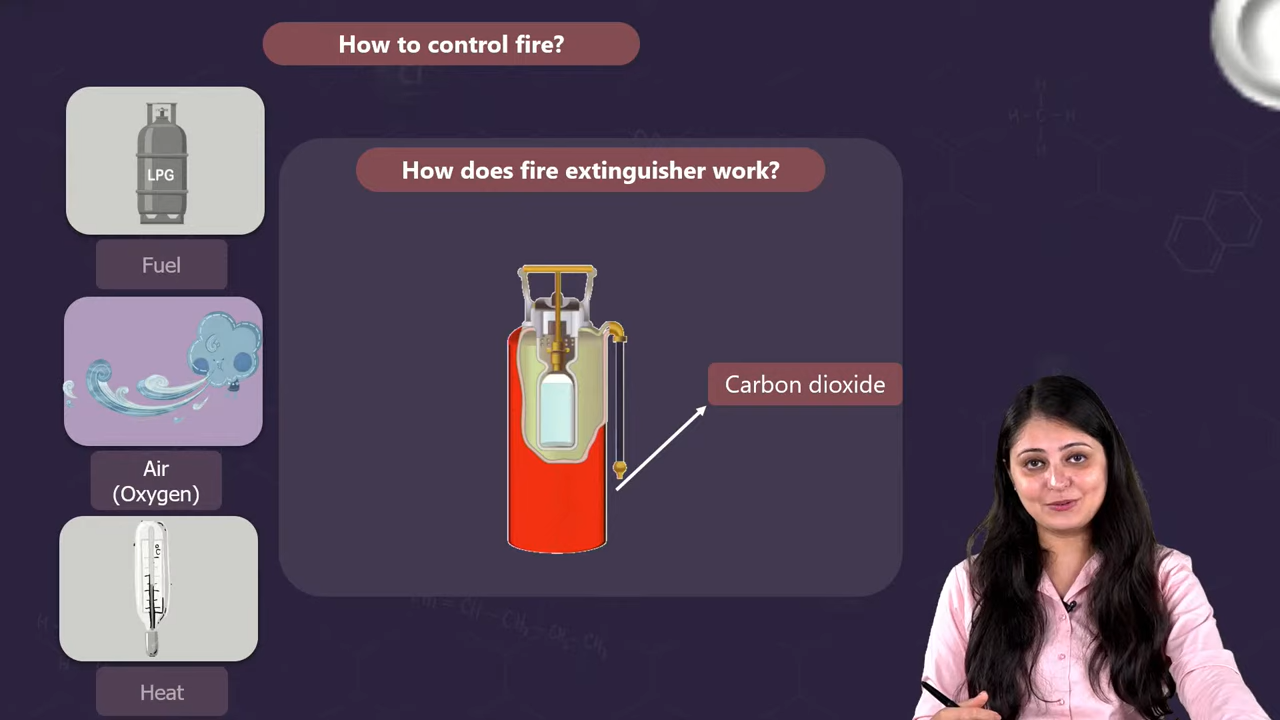 How to control fire?
LPG
Fuel
How does fire extinguisher work?
Carbon dioxide
Air
(Oxygen)
Heat